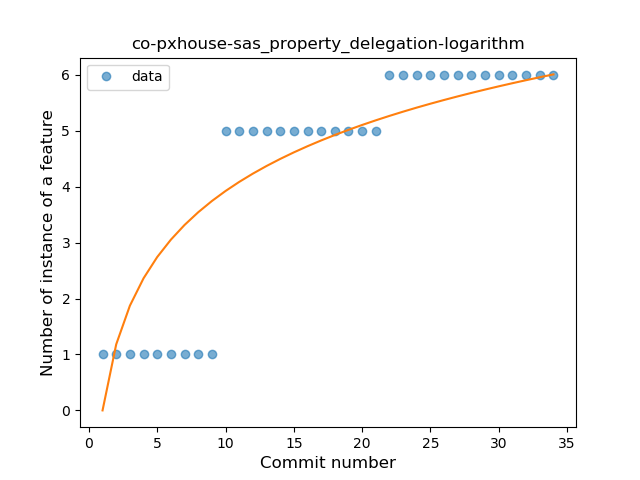 co-pxhouse-sas_property_delegation-logarithm
data
Number of instance of a feature
6
5
4
3
2
1
0
0 5 10 15 20 25 30 35
Commit number